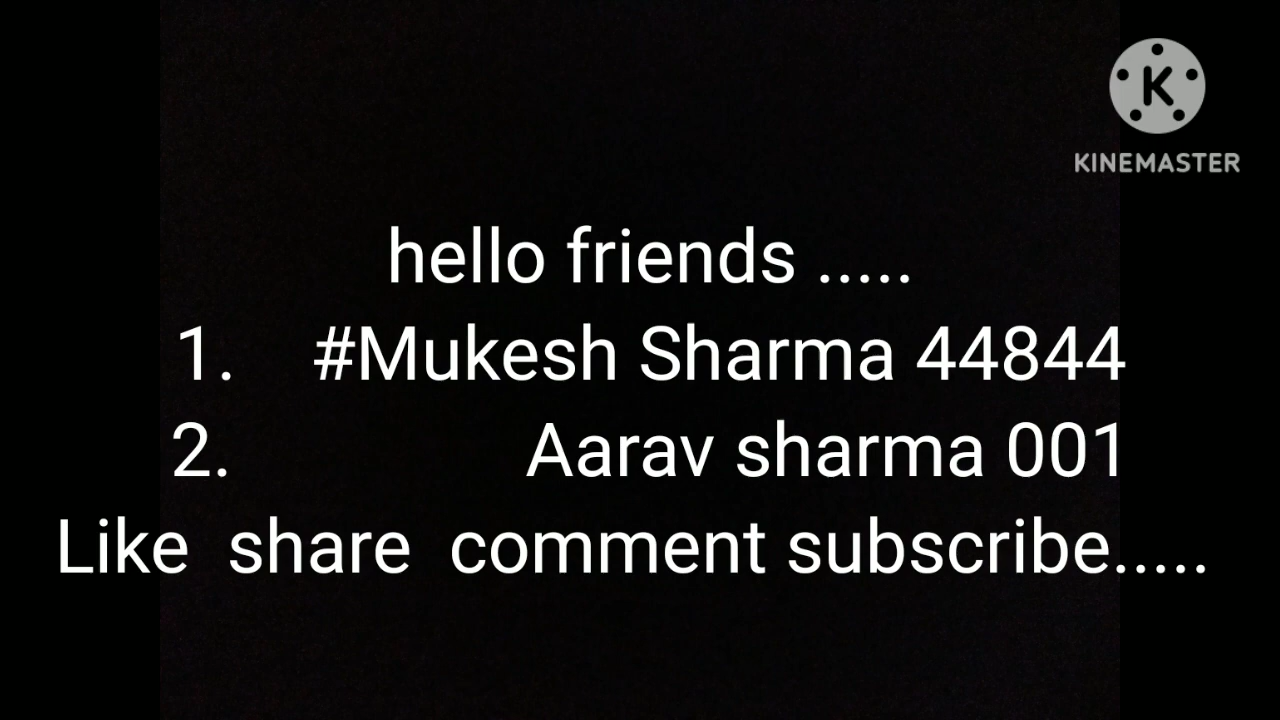 K
KINEMASTER
hello friends .....
1. #Mukesh Sharma 44844
2. Aarav sharma 001
Like share comment subscribe.....